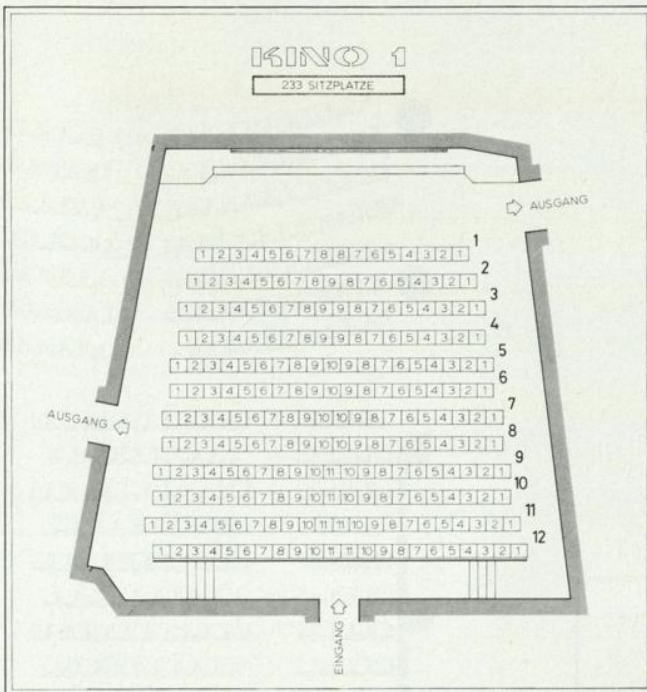 KINO 1
233 SITZPLATZE
AUSGANG
1
1 2 3 4 5 6 7 8 8 7 6 5 4 3 2 1
2
1 2 3 4 5 6 7 8 9 8 7 6 5 4 3 2 1
3
1 2 3 4 5 6 7 8 9 9 8 7 6 5 4 3 2 1
4
1 2 3 4 5 6 7 8 9 9 8 7 6 5 4 3 2 1
5
1 2 3 4 5 6 7 8 9 10 9 8 7 6 5 4 3 2 1
6
1 2 3 4 5 6 7 8 9 10 9 8 7 6 5 4 3 2 1
AUSGANG
7
1 2 3 4 5 6 7 8 9 10 10 9 8 7 6 5 4 3 2 1
8
1 2 3 4 5 6 7 8 9 10 10 9 8 7 6 5 4 3 2 1
9
1 2 3 4 5 6 7 8 9 10 11 10 9 8 7 6 5 4 3 2 1
10
1 2 3 4 5 6 7 8 9 10 11 10 9 8 7 6 5 4 3 2 1
11
1 2 3 4 5 6 7 8 9 10 11 11 10 9 8 7 6 5 4 3 2 1
12
1 2 3 4 5 6 7 8 9 10 11 11 10 9 8 7 6 5 4 3 2 1
EINGANG